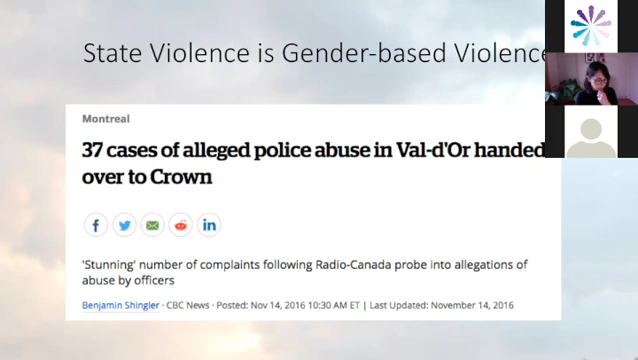 State Violence is Gender-based Violence
Montreal
37 cases of alleged police abuse in Val-d'Or handed
over to Crown
'Stunning' number of complaints following Radio-Canada probe into allegations of
abuse by officers
Benjamin Shingler · CBC News · Posted: Nov 14, 2016 10:30 AM ET | Last Updated: November 14, 2016